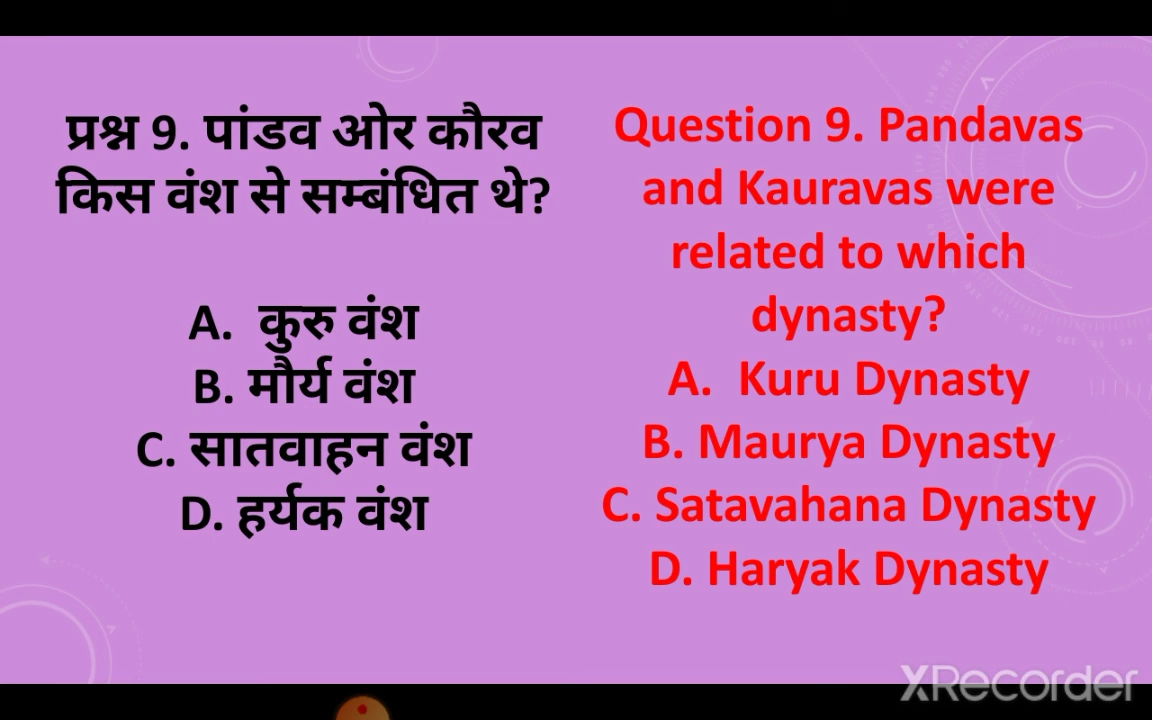 प्रश्न 9. पांडव ओर कौरव
किस वंश से सम्बंधित थे?
A. कुरु वंश
B. मौर्य वंश
C. सातवाहन वंश
D. हर्यक वंश
Question 9. Pandavas
and Kauravas were
related to which
dynasty?
A. Kuru Dynasty
B. Maurya Dynasty
C. Satavahana Dynasty
D. Haryak Dynasty
XRecorder